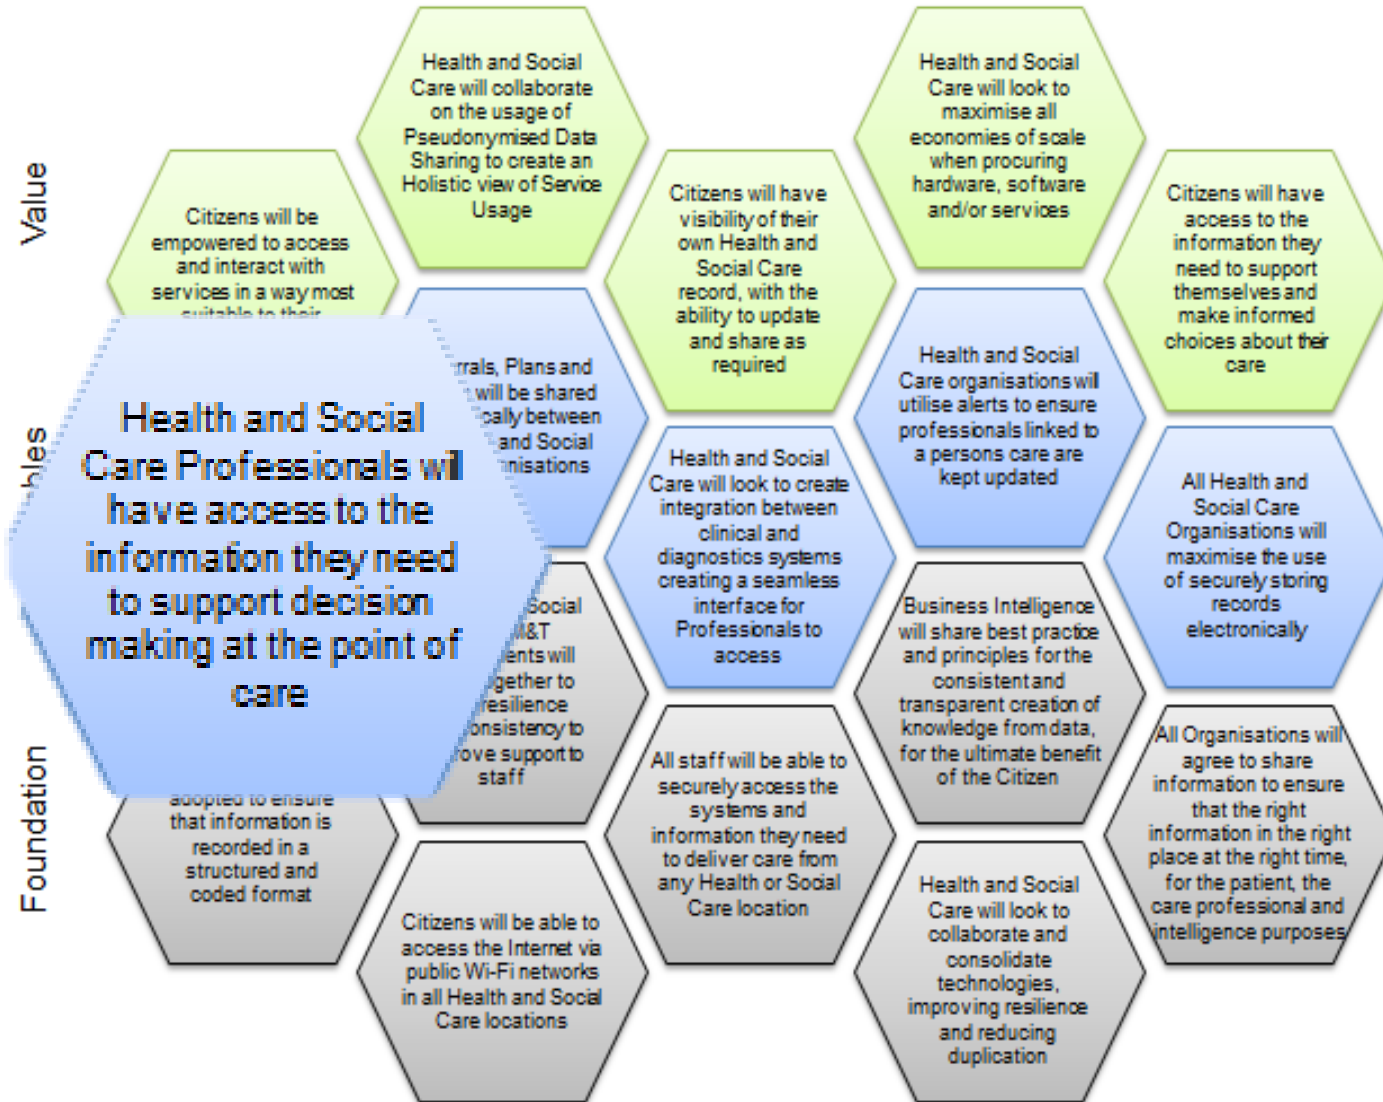 Value
Health and Social
Care will collaborate
on the usage of
Pseudonymised Data
Sharing to create an
Holistic view of Service
Usage
Health and Social
Care will look to
maximise all
economies of scale
when procuring
hardware, software
and/or services
Citizens will be
empowered to access
and interact with
services in a way most
suitable to their
Citizens will have
visibility of their
own Health and
Social Care
record, with the
ability to update
and share as
required
Citizens will have
access to the
information they
need to support
themselves and
make informed
choices about their
care
Health and Social
Care Professionals will
have access to the
information they need
to support decision
making at the point of
care
Plans and
will be shared
between
and Social
Health and Social
Care will look to create
integration between
clinical and
diagnostics systems
creating a seamless
interface for
Professionals to
access
Health and Social
Care organisations will
utilise alerts to ensure
professionals linked to
a persons care are
kept updated
All Health and
Social Care
Organisations will
maximise the use
of securely storing
records
electronically
Foundation
adopted to ensure
that information is
recorded in a
structured and
coded format
Social
will
to
resilience
to
support to
staff
Citizens will be able to
access the Internet via
public Wi-Fi networks
in all Health and Social
Care locations
All staff will be able to
securely access the
systems and
information they need
to deliver care from
any Health or Social
Care location
Business Intelligence
will share best practice
and principles for the
consistent and
transparent creation of
knowledge from data,
for the ultimate benefit
of the Citizen
Health and Social
Care will look to
collaborate and
consolidate
technologies,
improving resilience
and reducing
duplication
All Organisations will
agree to share
information to ensure
that the right
information in the right
place at the right time,
for the patient, the
care professional and
intelligence purposes